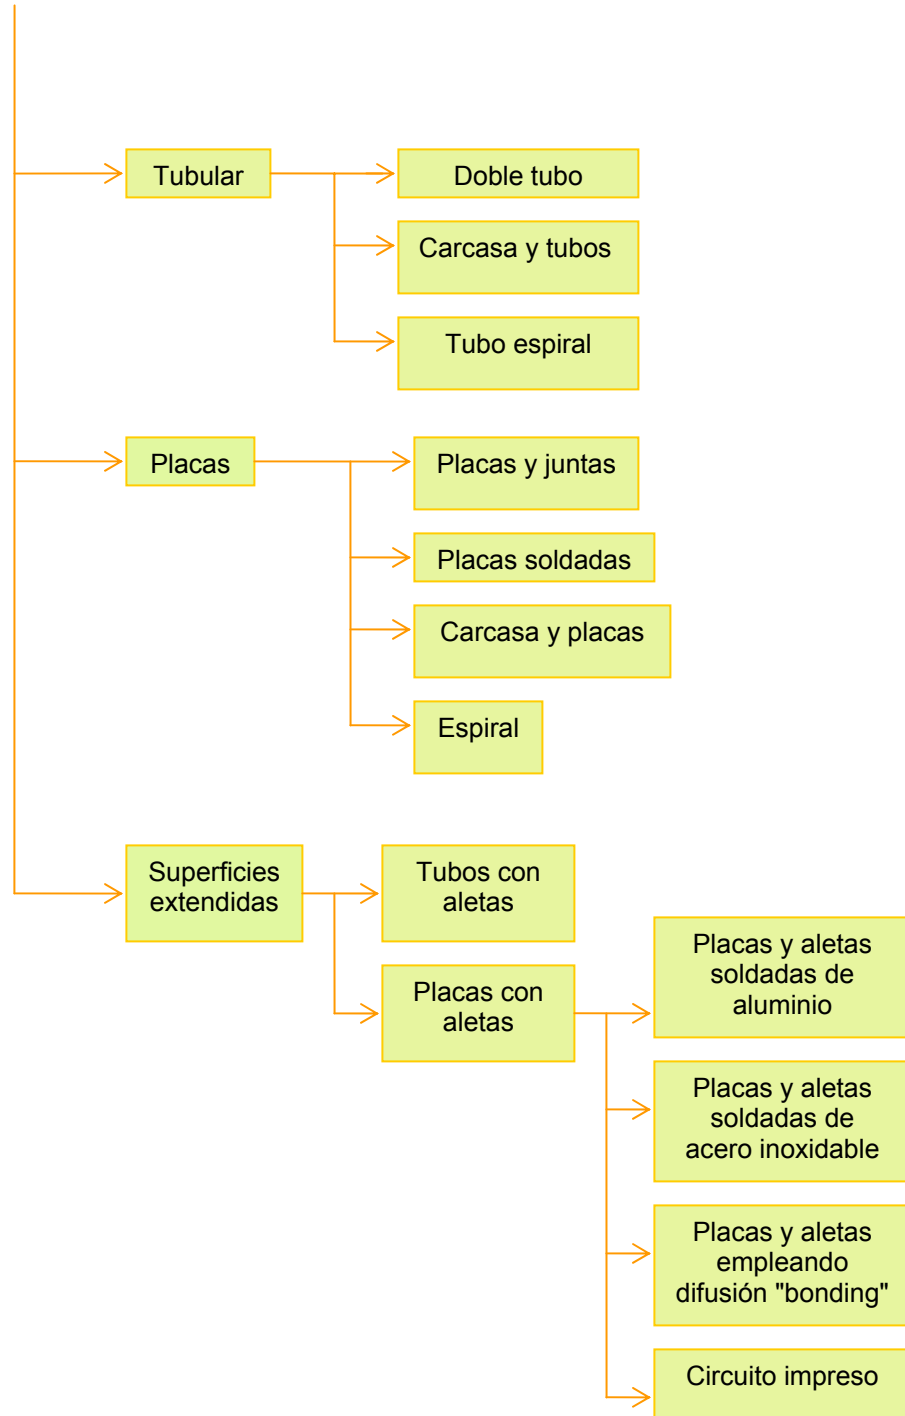 Tubular
Doble tubo
Carcasa y tubos
Tubo espiral
Placas
Placas y juntas
Placas soldadas
Carcasa y placas
Espiral
Superficies
extendidas
Tubos con
aletas
Placas con
aletas
Placas y aletas
soldadas de
aluminio
Placas y aletas
soldadas de
acero inoxidable
Placas y aletas
empleando
difusión "bonding"
Circuito impreso